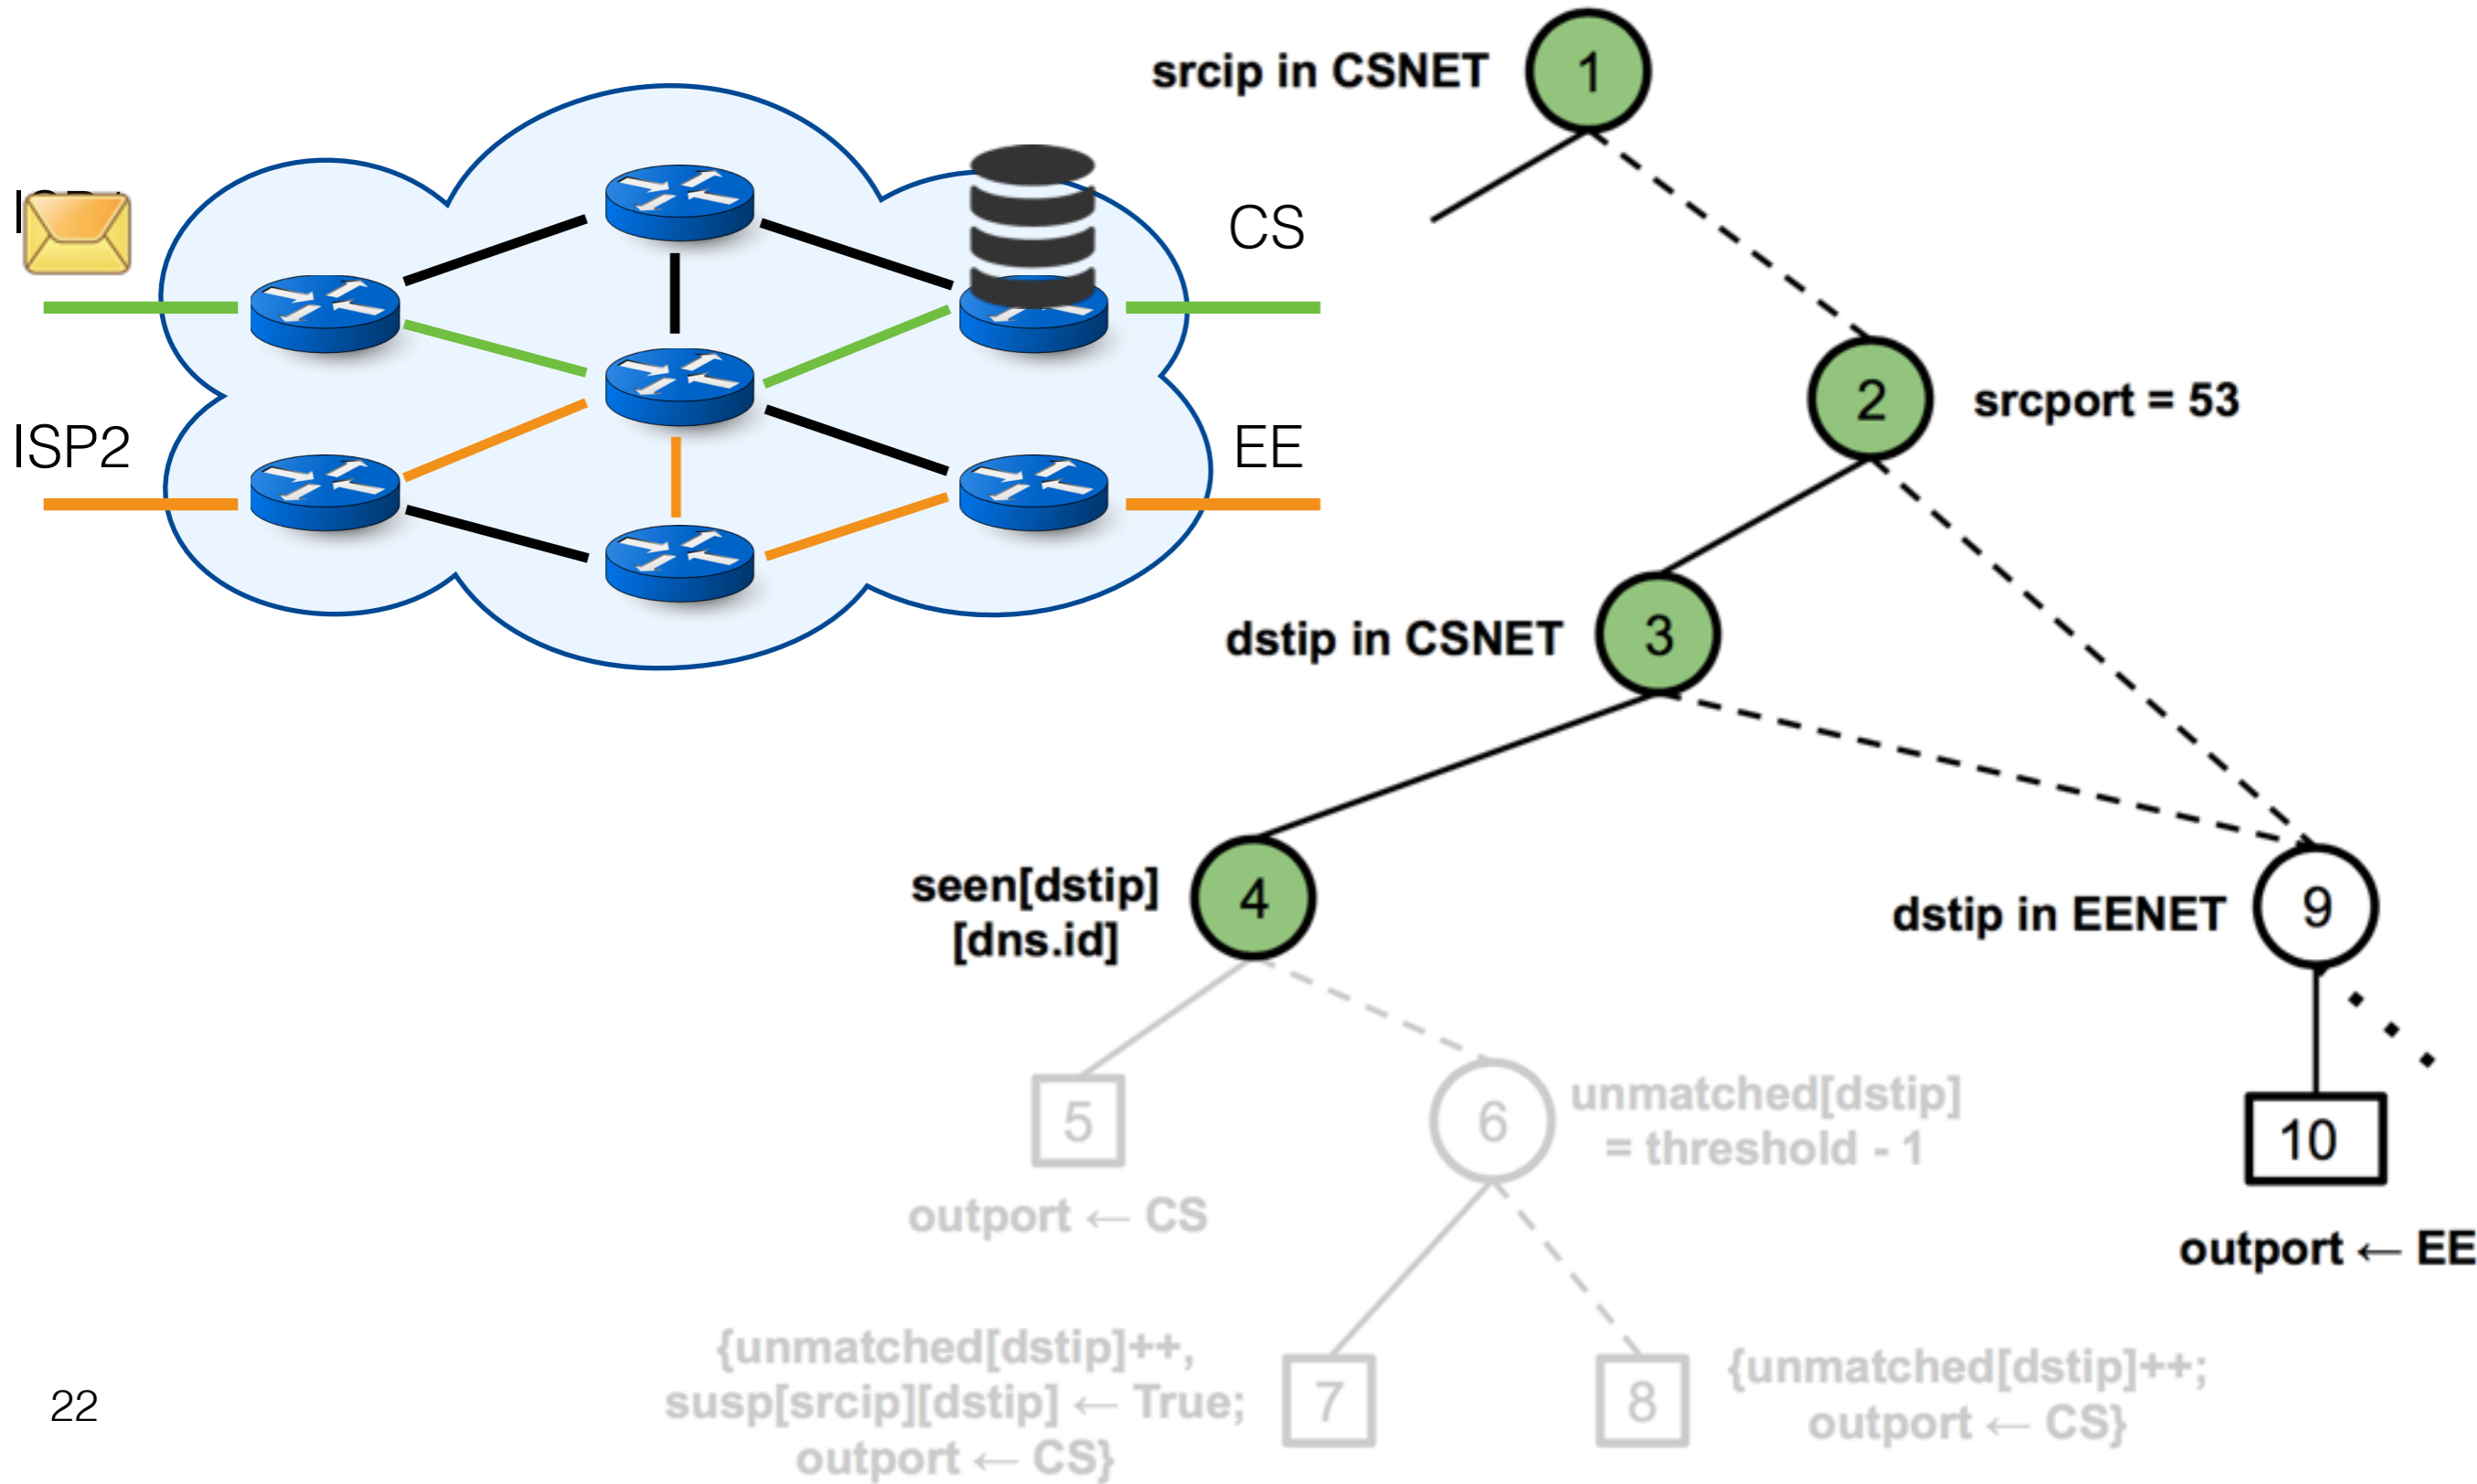 srcip in CSNET
1
CS
ISP2
EE
2
srcport = 53
dstip in CSNET
3
seen[dstip]
[dns.id]
4
dstip in EENET
9
5
outport ← CS
6
unmatched[dstip]
= threshold - 1
10
outport ← EE
{unmatched[dstip]++,
susp[srcip][dstip] ← True;
outport ← CS}
7
8
{unmatched[dstip]++;
outport ← CS}
22